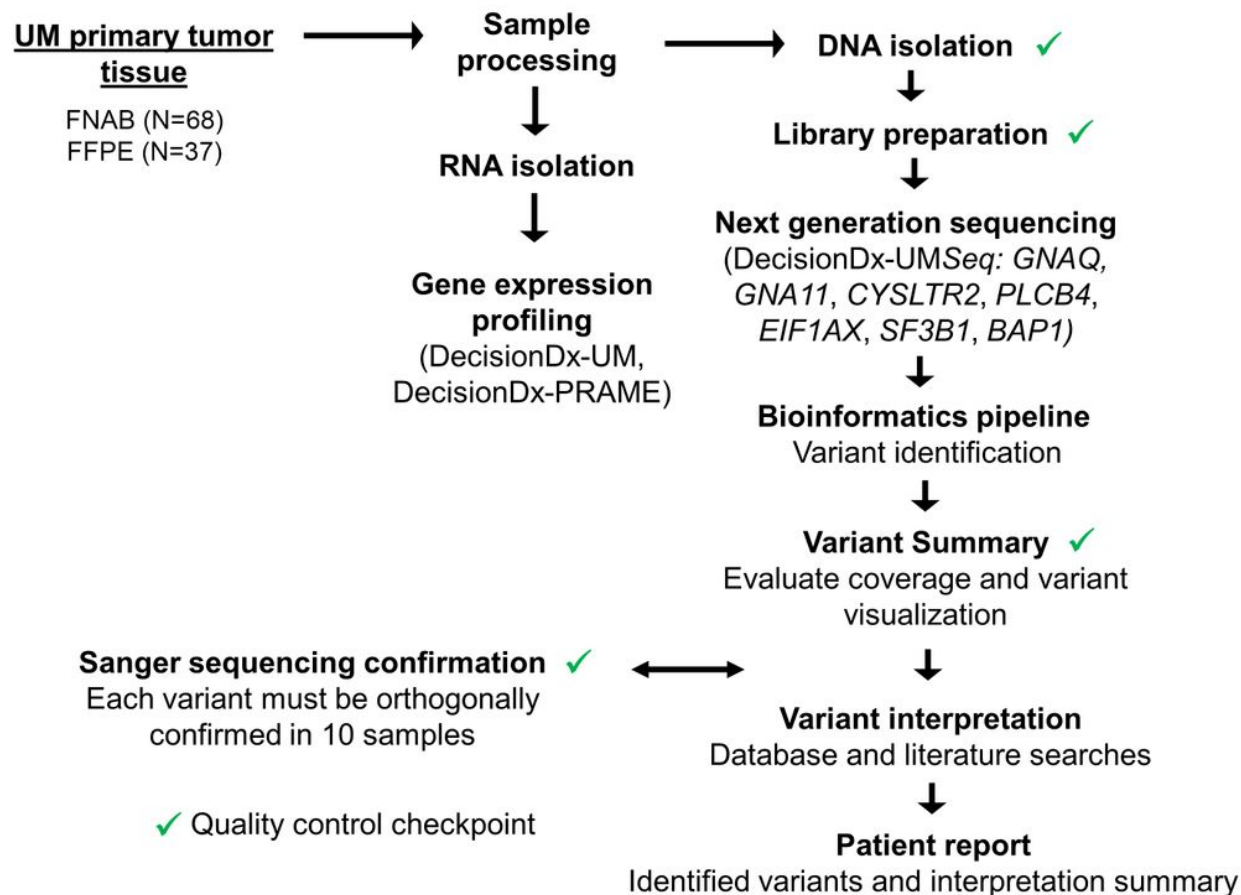 UM primary tumor
tissue
FNAB (N=68)
FFPE (N=37)
Sample
processing
RNA isolation
Gene expression
profiling
(DecisionDx-UM,
DecisionDx-PRAME)
DNA isolation ✓
Library preparation ✓
Next generation sequencing
(DecisionDx-UMSeq: GNAQ,
GNA11, CYSLTR2, PLCB4,
EIF1AX, SF3B1, BAP1)
Bioinformatics pipeline
Variant identification
Variant Summary ✓
Evaluate coverage and variant
visualization
Sanger sequencing confirmation ✓
Each variant must be orthogonally
confirmed in 10 samples
Variant interpretation
Database and literature searches
Patient report
Identified variants and interpretation summary
✓ Quality control checkpoint